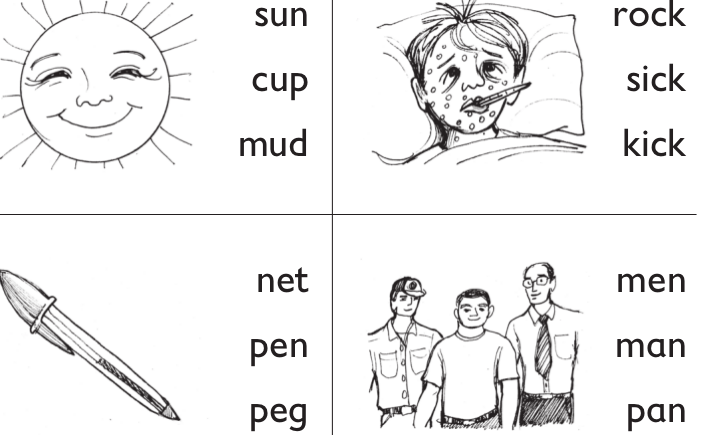 sun
cup
mud
rock
sick
kick
net
pen
peg
men
man
pan